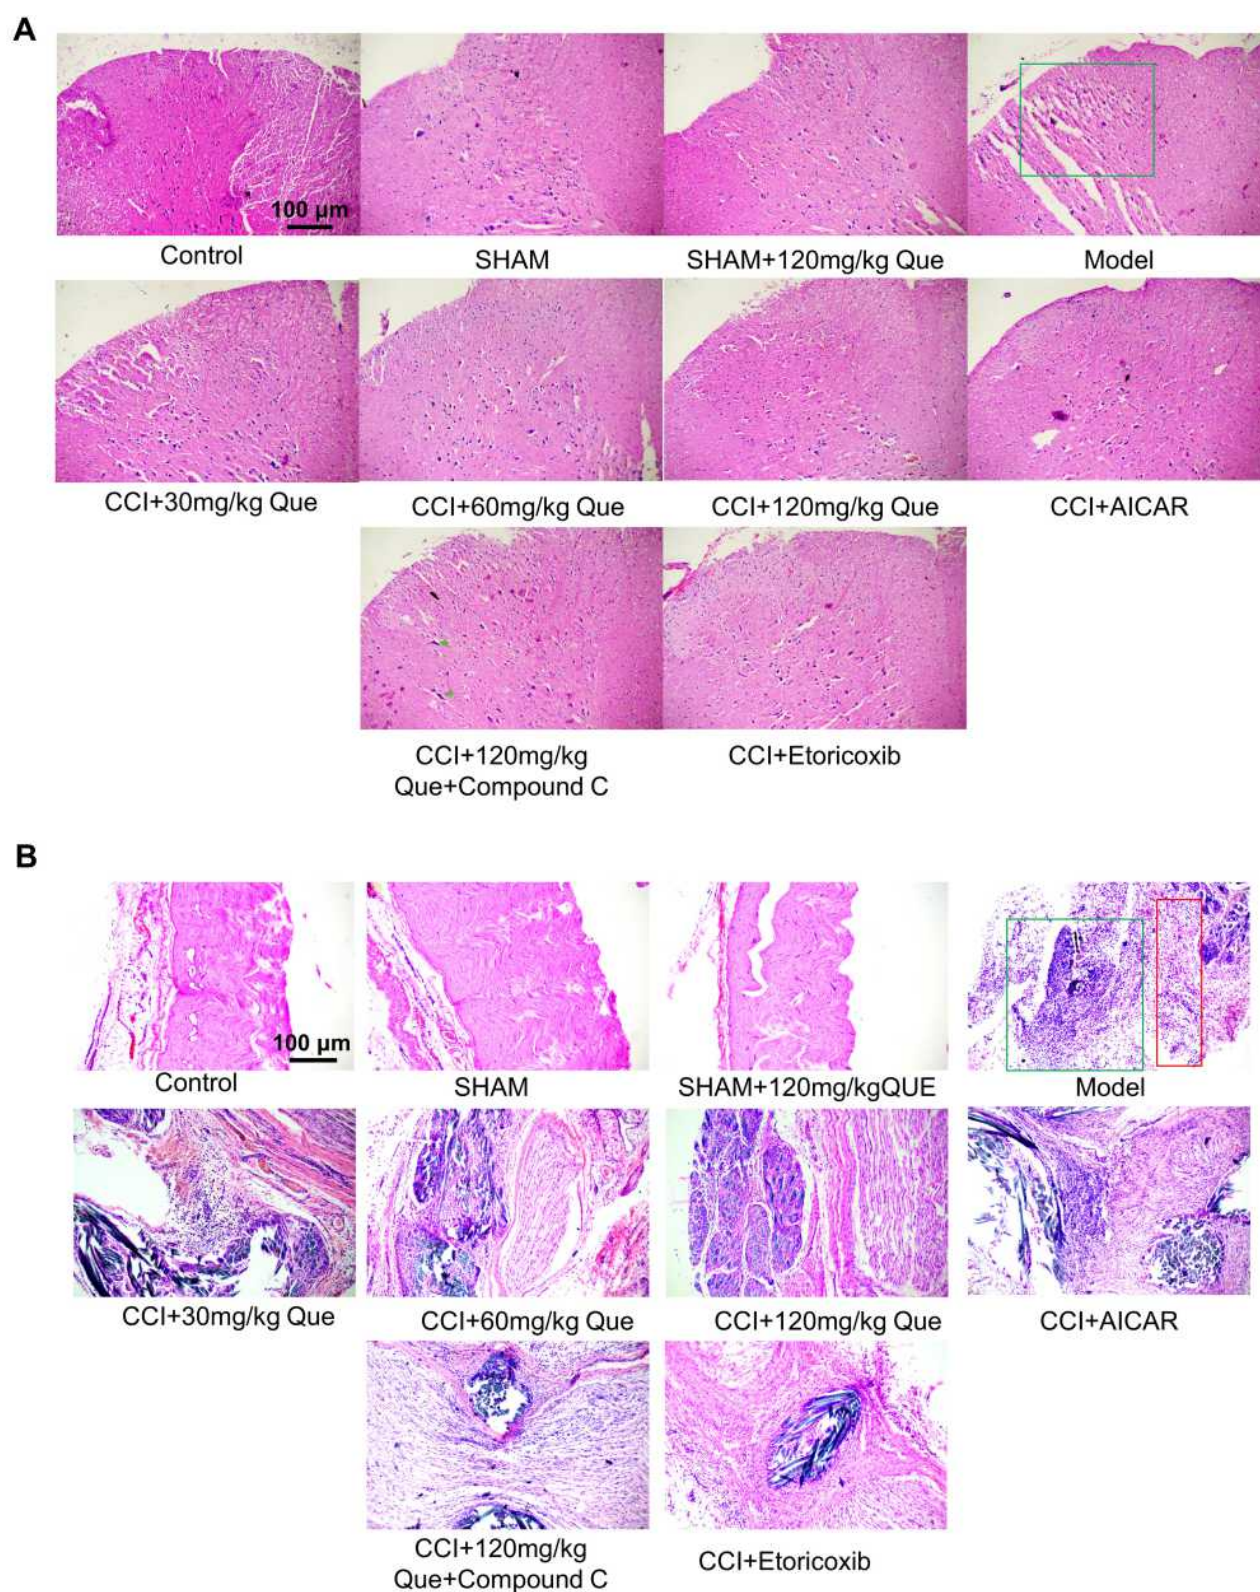 A
100 µm
Control
SHAM
SHAM+120mg/kg Que
Model
CCI+30mg/kg Que
CCI+60mg/kg Que
CCI+120mg/kg Que
CCI+AICAR
CCI+120mg/kg
Que+Compound C
CCI+Etoricoxib
B
100 µm
Control
SHAM
SHAM+120mg/kgQUE
Model
CCI+30mg/kg Que
CCI+60mg/kg Que
CCI+120mg/kg Que
CCI+AICAR
CCI+120mg/kg
Que+Compound C
CCI+Etoricoxib